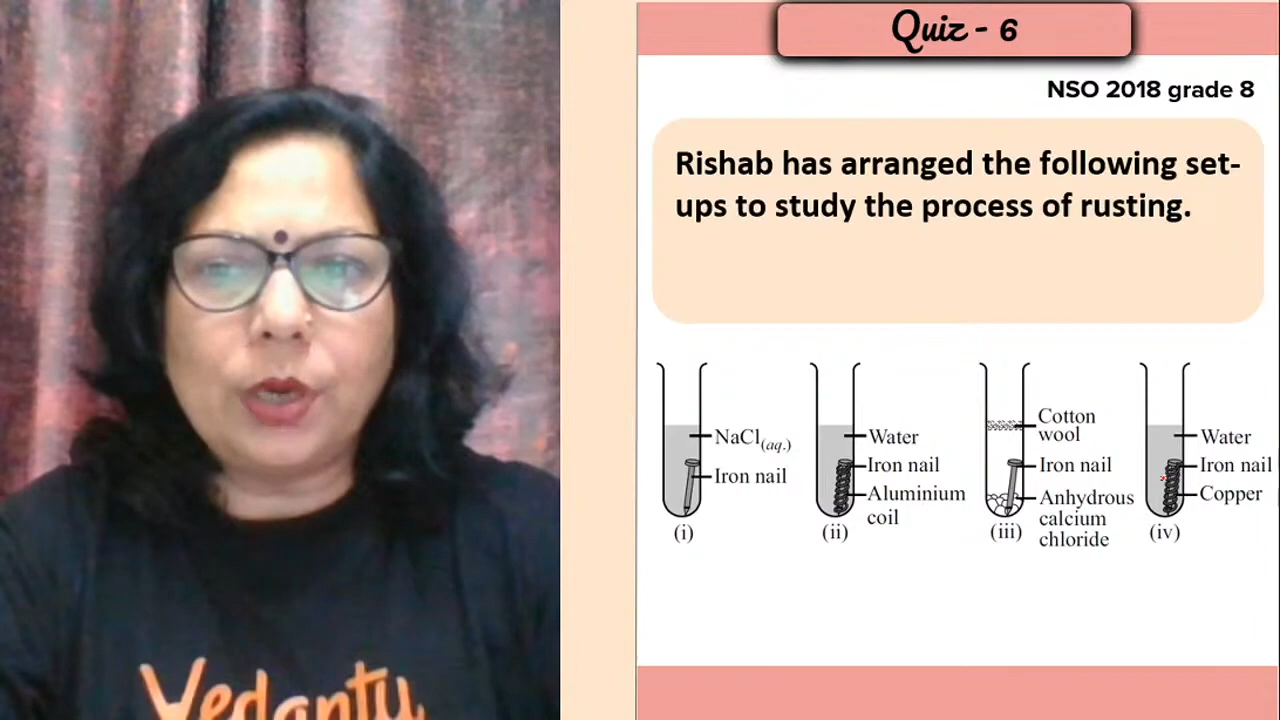 Quiz - 6
NSO 2018 grade 8
Rishab has arranged the following set-
ups to study the process of rusting.
NaCl(aq.)
Iron nail
(i)
Water
Iron nail
Aluminium
coil
(ii)
Cotton
wool
Iron nail
Anhydrous
calcium
chloride
(iii)
Water
Iron nail
Copper
(iv)
Vedantu